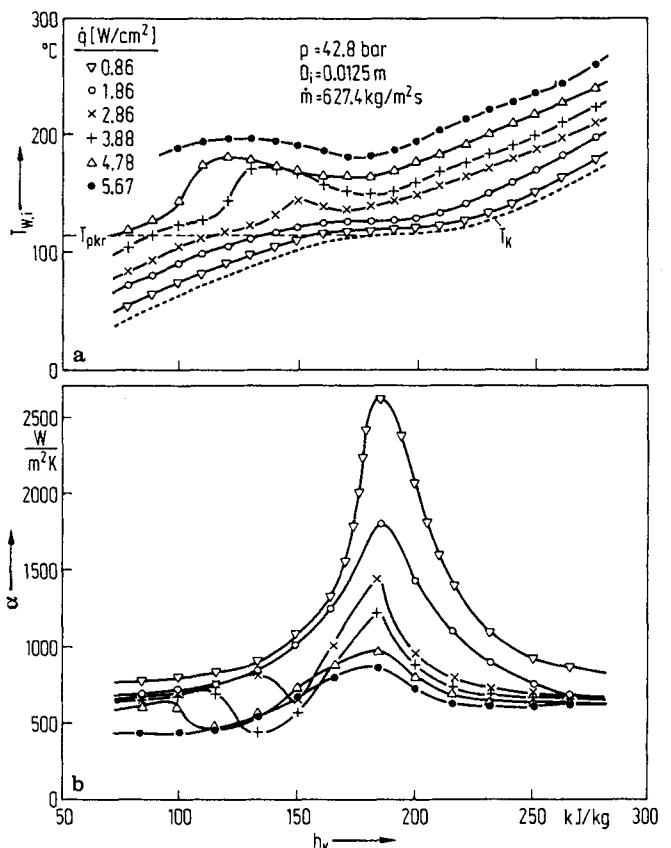 300
°C
200
100
0
T_W,i
T_pkr
q̇ [W/cm²]
▽ 0.86
○ 1.86
× 2.86
+ 3.88
△ 4.78
● 5.67
p = 42.8 bar
D_i = 0.0125 m
ṁ = 627.4 kg/m²s
T_K
a
2500
W
m²K
2000
1500
1000
500
0
α
b
50
100
150
200
250
kJ/kg
300
h_K